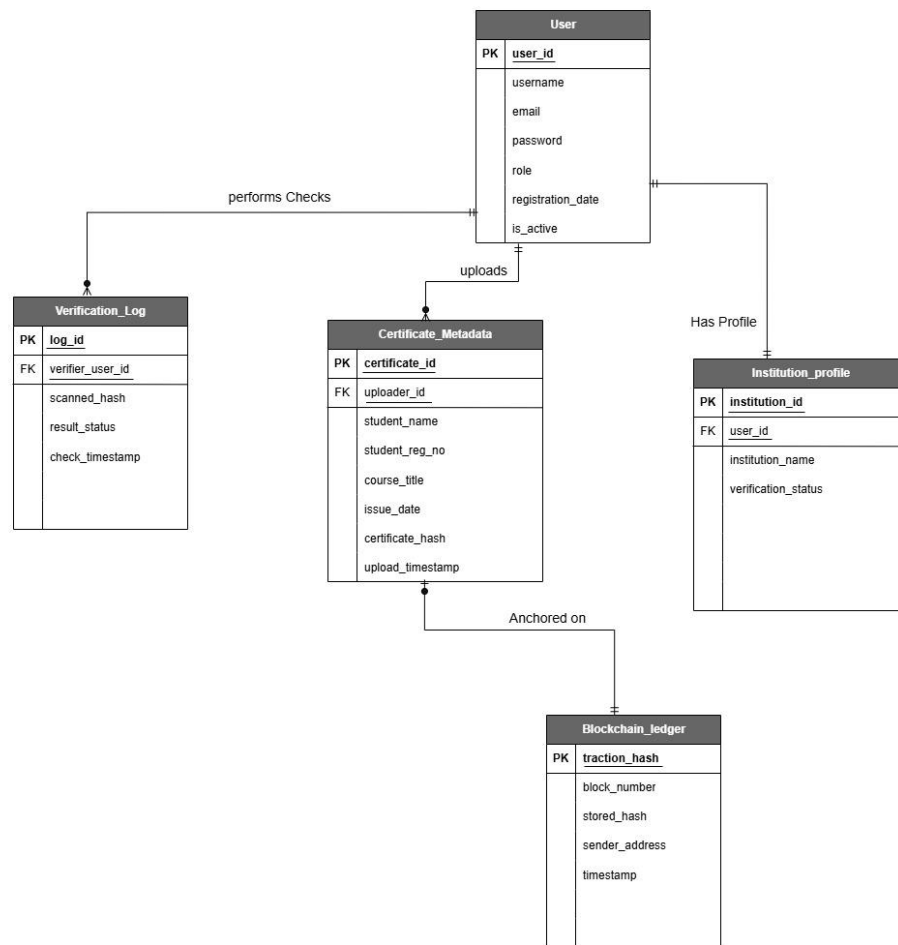 User
PK user_id
username
email
password
role
registration_date
is_active
performs Checks
uploads
Has Profile
Verification_Log
PK log_id
FK verifier_user_id
scanned_hash
result_status
check_timestamp
Certificate_Metadata
PK certificate_id
FK uploader_id
student_name
student_reg_no
course_title
issue_date
certificate_hash
upload_timestamp
Institution_profile
PK institution_id
FK user_id
institution_name
verification_status
Anchored on
Blockchain_ledger
PK traction_hash
block_number
stored_hash
sender_address
timestamp